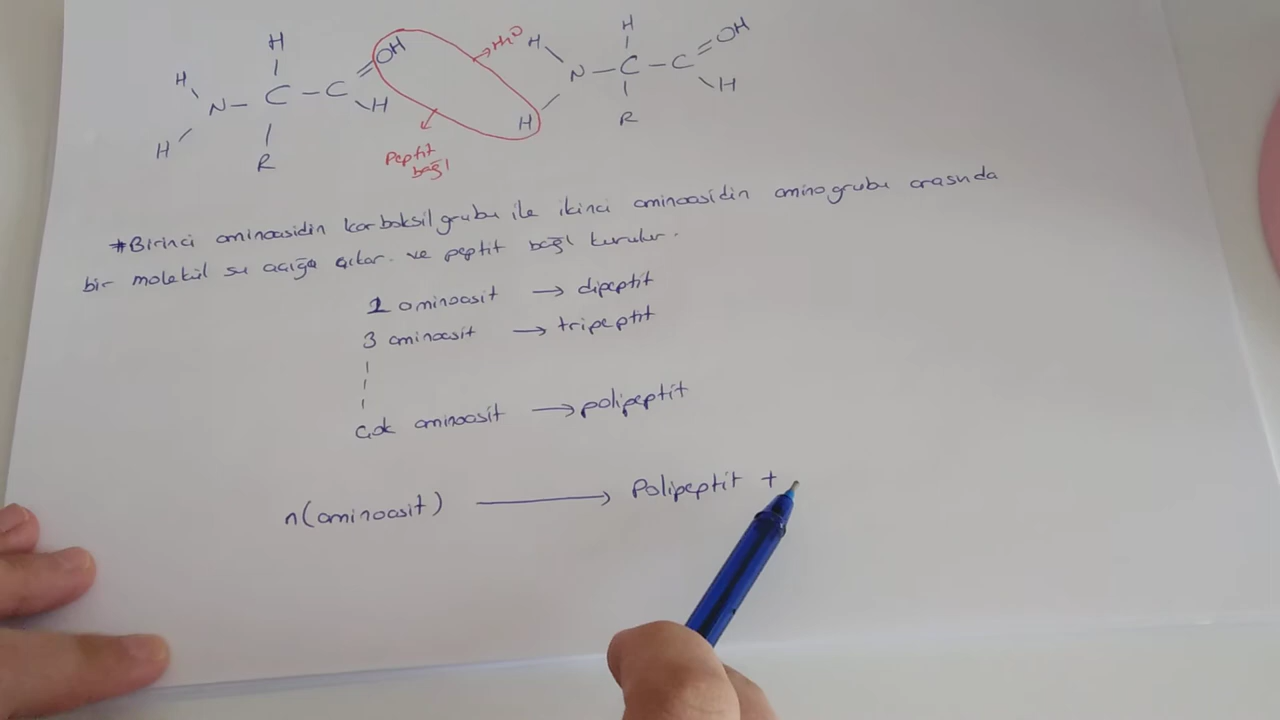 H H
H OH H₂O H N – C – C OH
H N – C – C H H R H
H R Peptit bağı
*Birinci aminoasidin karboksil grubu ile ikinci aminoasidin amino grubu arasında
bir molekül su açığa çıkar. ve peptit bağı kurulur.
2 aminoasit → dipeptit
3 aminoasit → tripeptit
çok aminoasit → polipeptit
n(aminoasit) → Polipeptit +